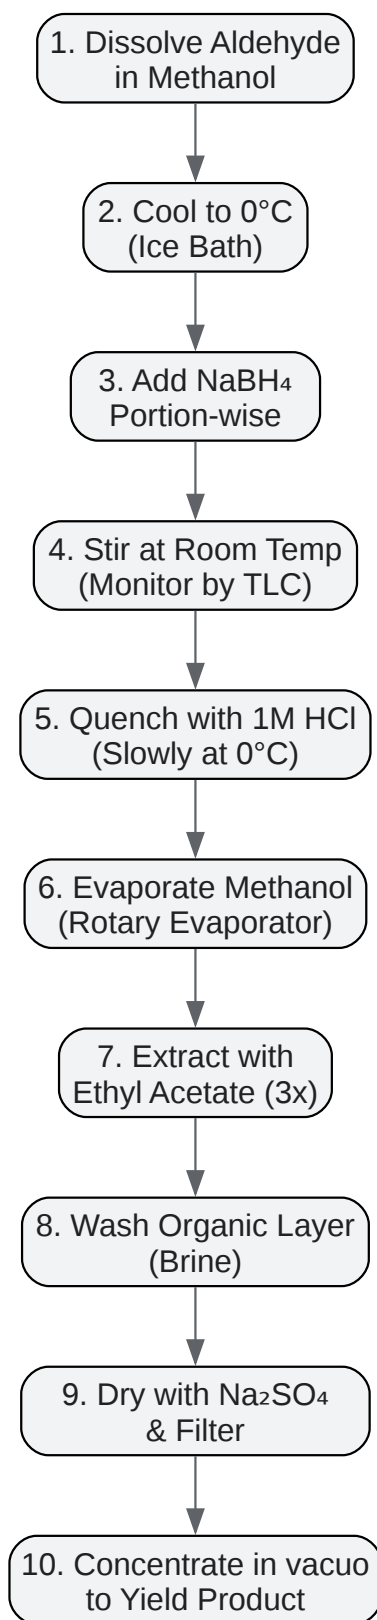 1. Dissolve Aldehyde
in Methanol
2. Cool to 0°C
(Ice Bath)
3. Add NaBH₄
Portion-wise
4. Stir at Room Temp
(Monitor by TLC)
5. Quench with 1M HCl
(Slowly at 0°C)
6. Evaporate Methanol
(Rotary Evaporator)
7. Extract with
Ethyl Acetate (3x)
8. Wash Organic Layer
(Brine)
9. Dry with Na₂SO₄
& Filter
10. Concentrate in vacuo
to Yield Product